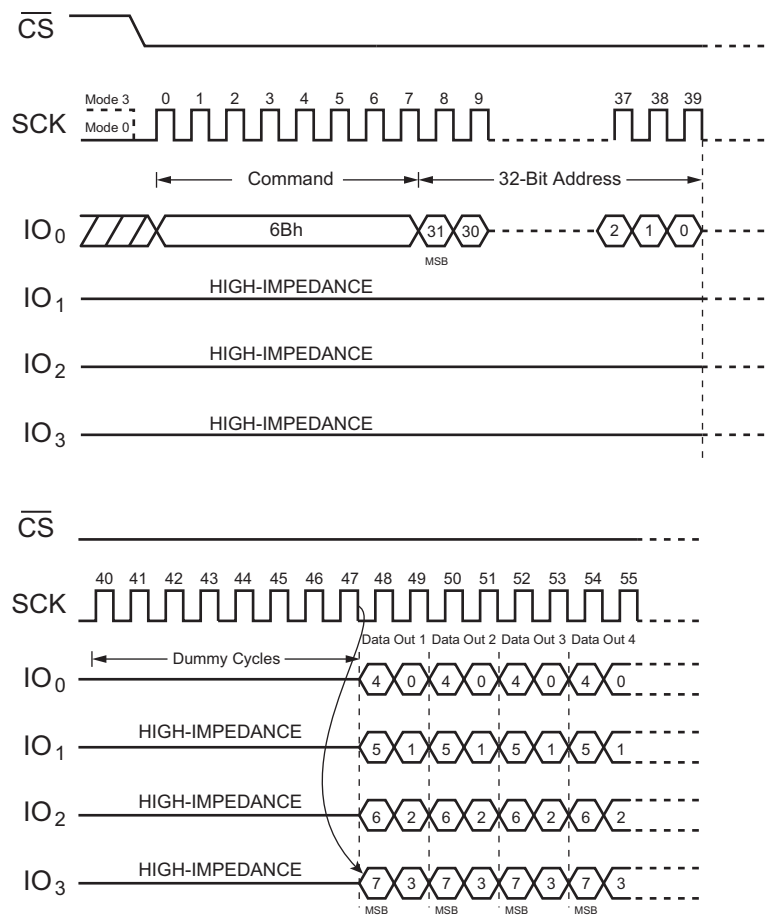 CS
Mode 3
0 1 2 3 4 5 6 7 8 9 37 38 39
SCK
Mode 0
Command 32-Bit Address
IO0 6Bh 31 30 2 1 0
MSB
HIGH-IMPEDANCE
IO1
HIGH-IMPEDANCE
IO2
HIGH-IMPEDANCE
IO3
CS
40 41 42 43 44 45 46 47 48 49 50 51 52 53 54 55
SCK
Data Out 1 Data Out 2 Data Out 3 Data Out 4
Dummy Cycles
IO0 4 0 4 0 4 0 4 0
HIGH-IMPEDANCE
IO1 5 1 5 1 5 1 5 1
HIGH-IMPEDANCE
IO2 6 2 6 2 6 2 6 2
HIGH-IMPEDANCE
IO3 7 3 7 3 7 3 7 3
MSB MSB MSB MSB